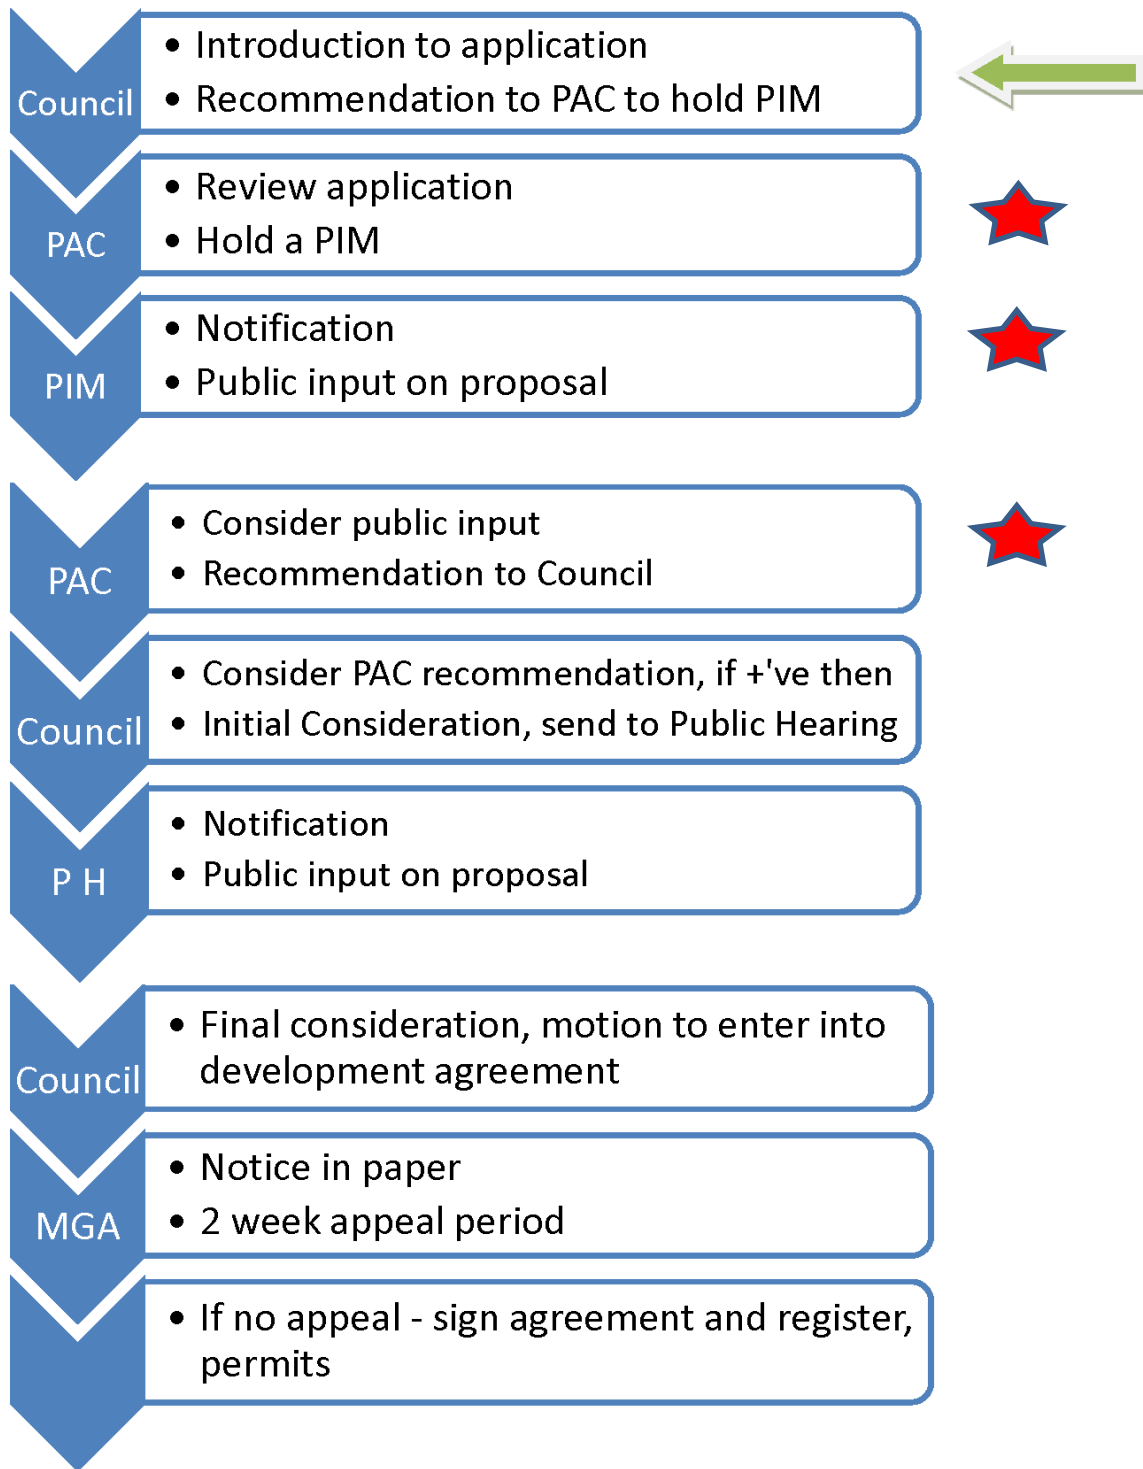 Council
• Introduction to application
• Recommendation to PAC to hold PIM
PAC
• Review application
• Hold a PIM
PIM
• Notification
• Public input on proposal
PAC
• Consider public input
• Recommendation to Council
Council
• Consider PAC recommendation, if +'ve then
• Initial Consideration, send to Public Hearing
P H
• Notification
• Public input on proposal
Council
• Final consideration, motion to enter into
development agreement
MGA
• Notice in paper
• 2 week appeal period
• If no appeal - sign agreement and register,
permits